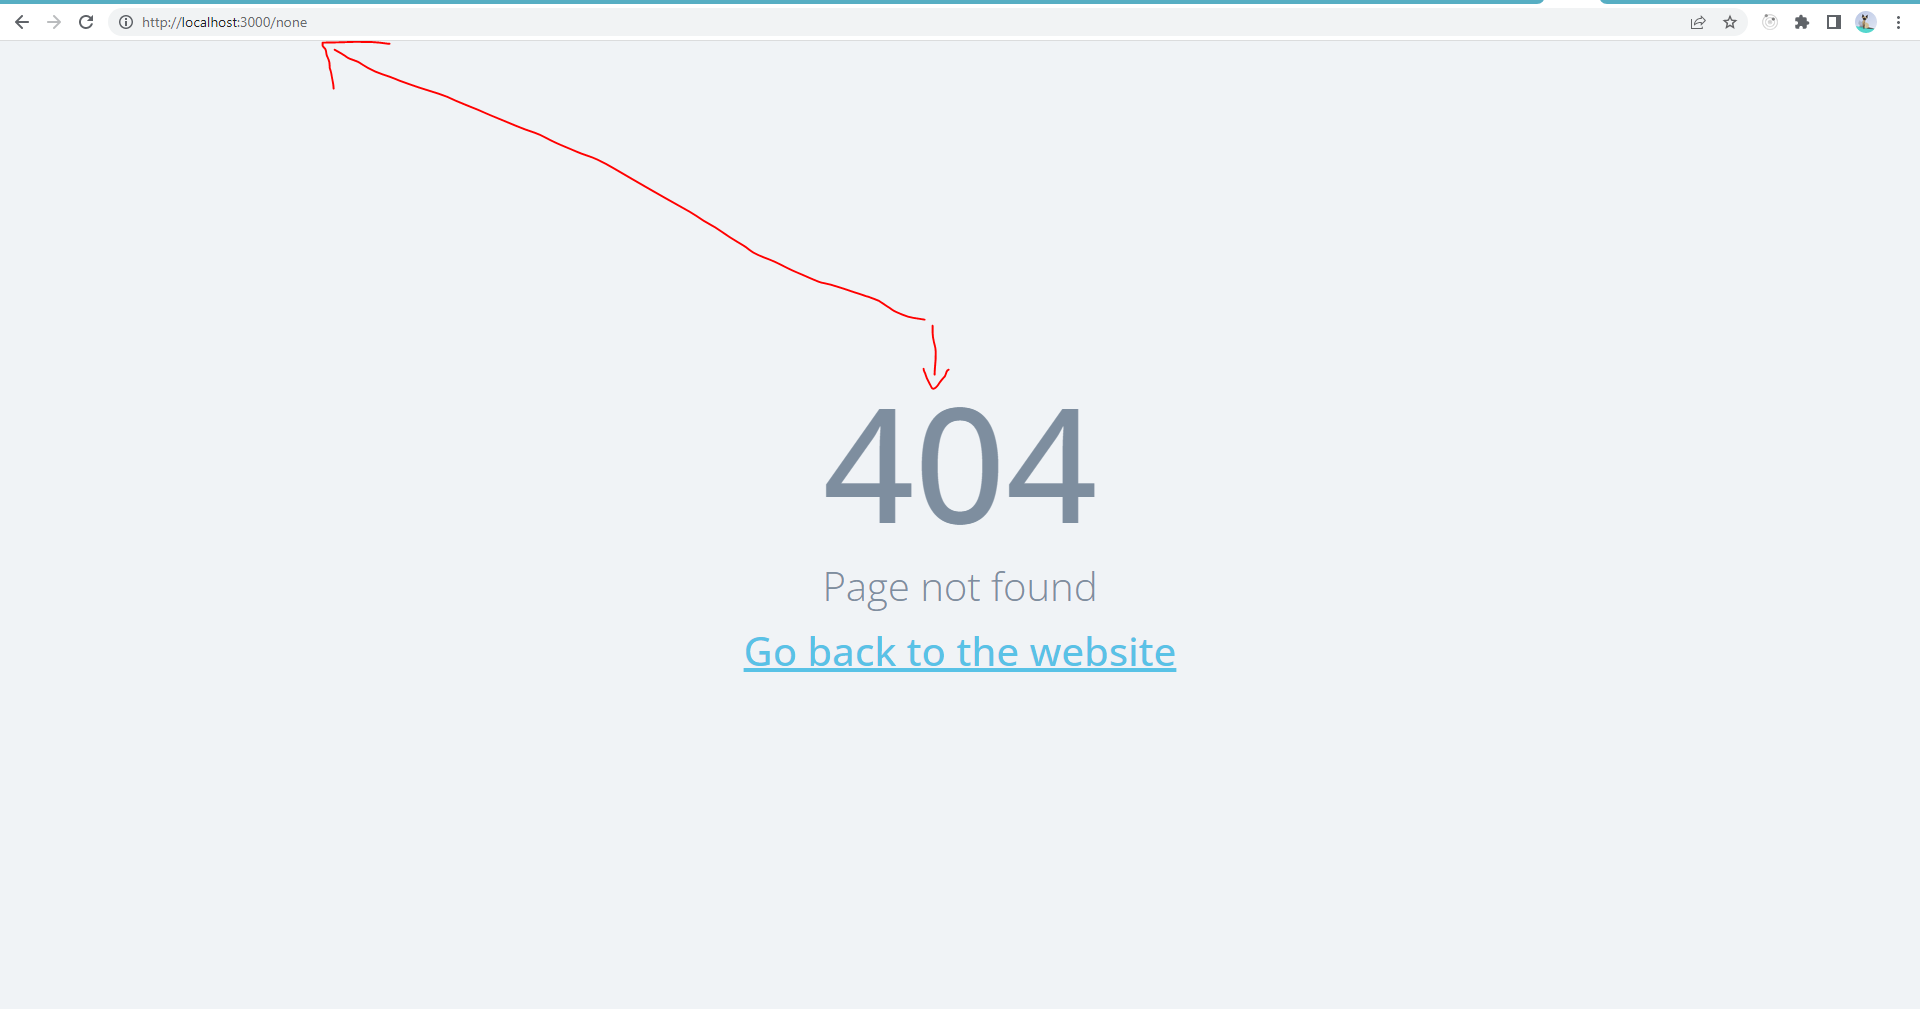 http://localhost:3000/none
404
Page not found
Go back to the website